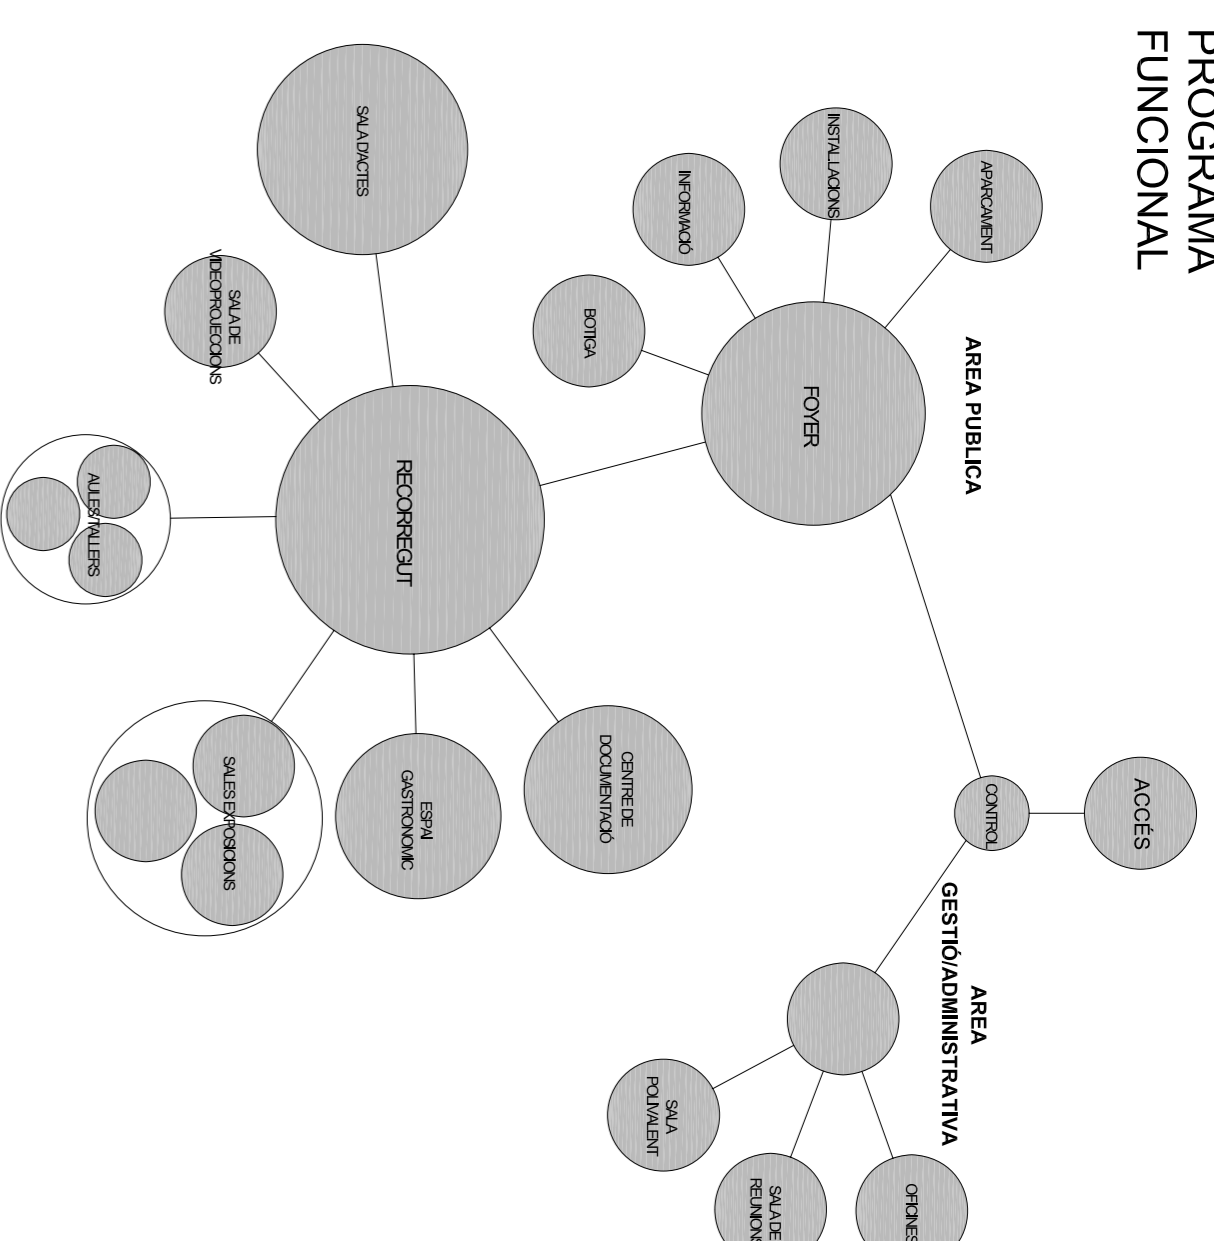 PROGRAMA
FUNCIONAL
ACCÉS
CONTROL
AREA PUBLICA
APARCAMENT
INSTAL.LACIONS
INFORMACIÓ
BOTIGA
FOYER
AREA
GESTIÓ/ADMINISTRATIVA
OFICINES
SALA DE
REUNIONS
SALA
POLIVALENT
SALA D'ACTES
SALA DE
VIDEOPROJECCIONS
RECORREGUT
AULES/TALLERS
CENTRE DE
DOCUMENTACIÓ
ESPAI
GASTRONOMIC
SALES EXPOSICIONS